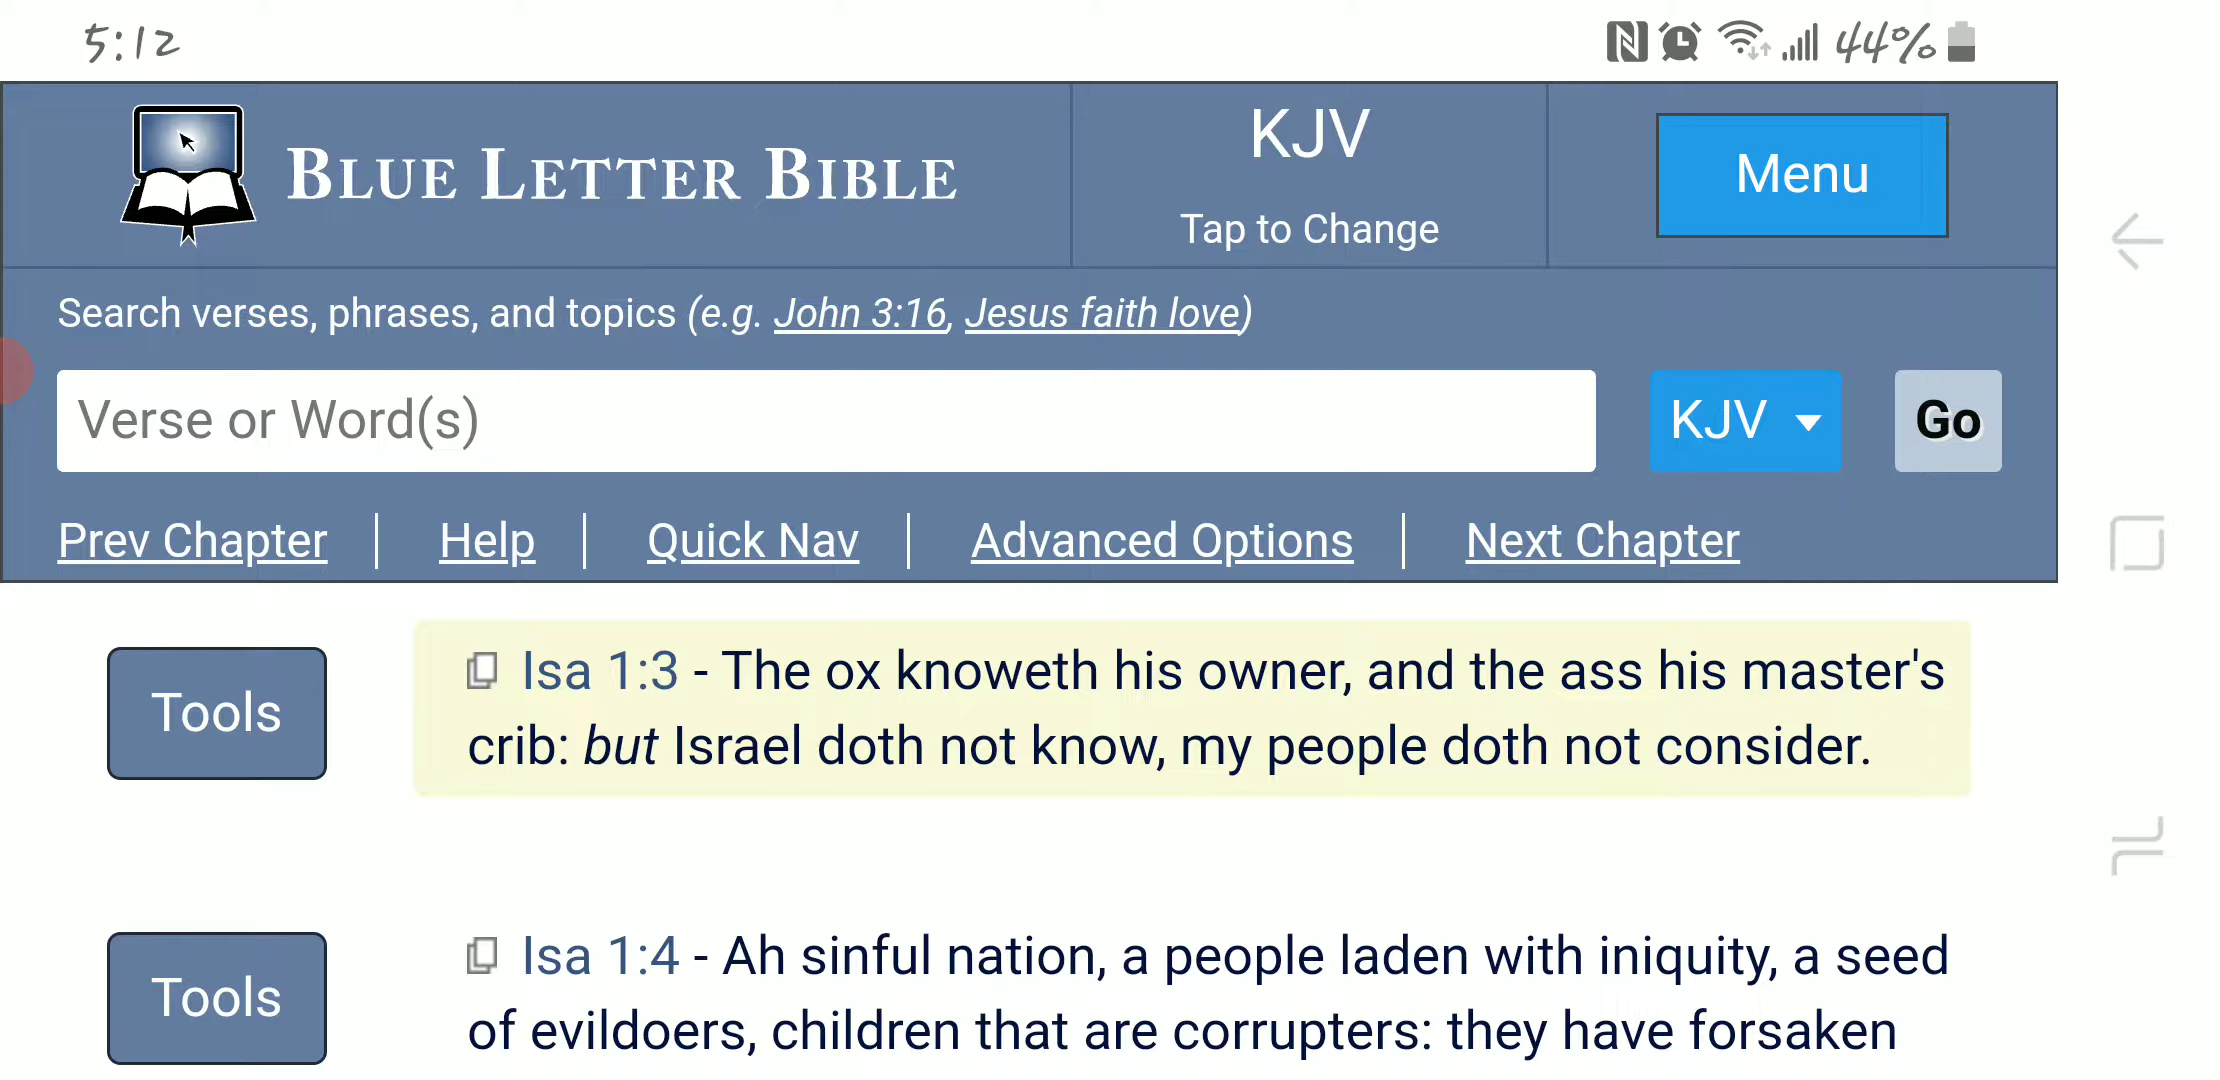 5:12 44%
BLUE LETTER BIBLE
KJV
Tap to Change
Menu
Search verses, phrases, and topics (e.g. John 3:16, Jesus faith love)
Verse or Word(s) KJV Go
Prev Chapter | Help | Quick Nav | Advanced Options | Next Chapter
Tools
Isa 1:3 - The ox knoweth his owner, and the ass his master's
crib: but Israel doth not know, my people doth not consider.
Tools
Isa 1:4 - Ah sinful nation, a people laden with iniquity, a seed
of evildoers, children that are corrupters: they have forsaken